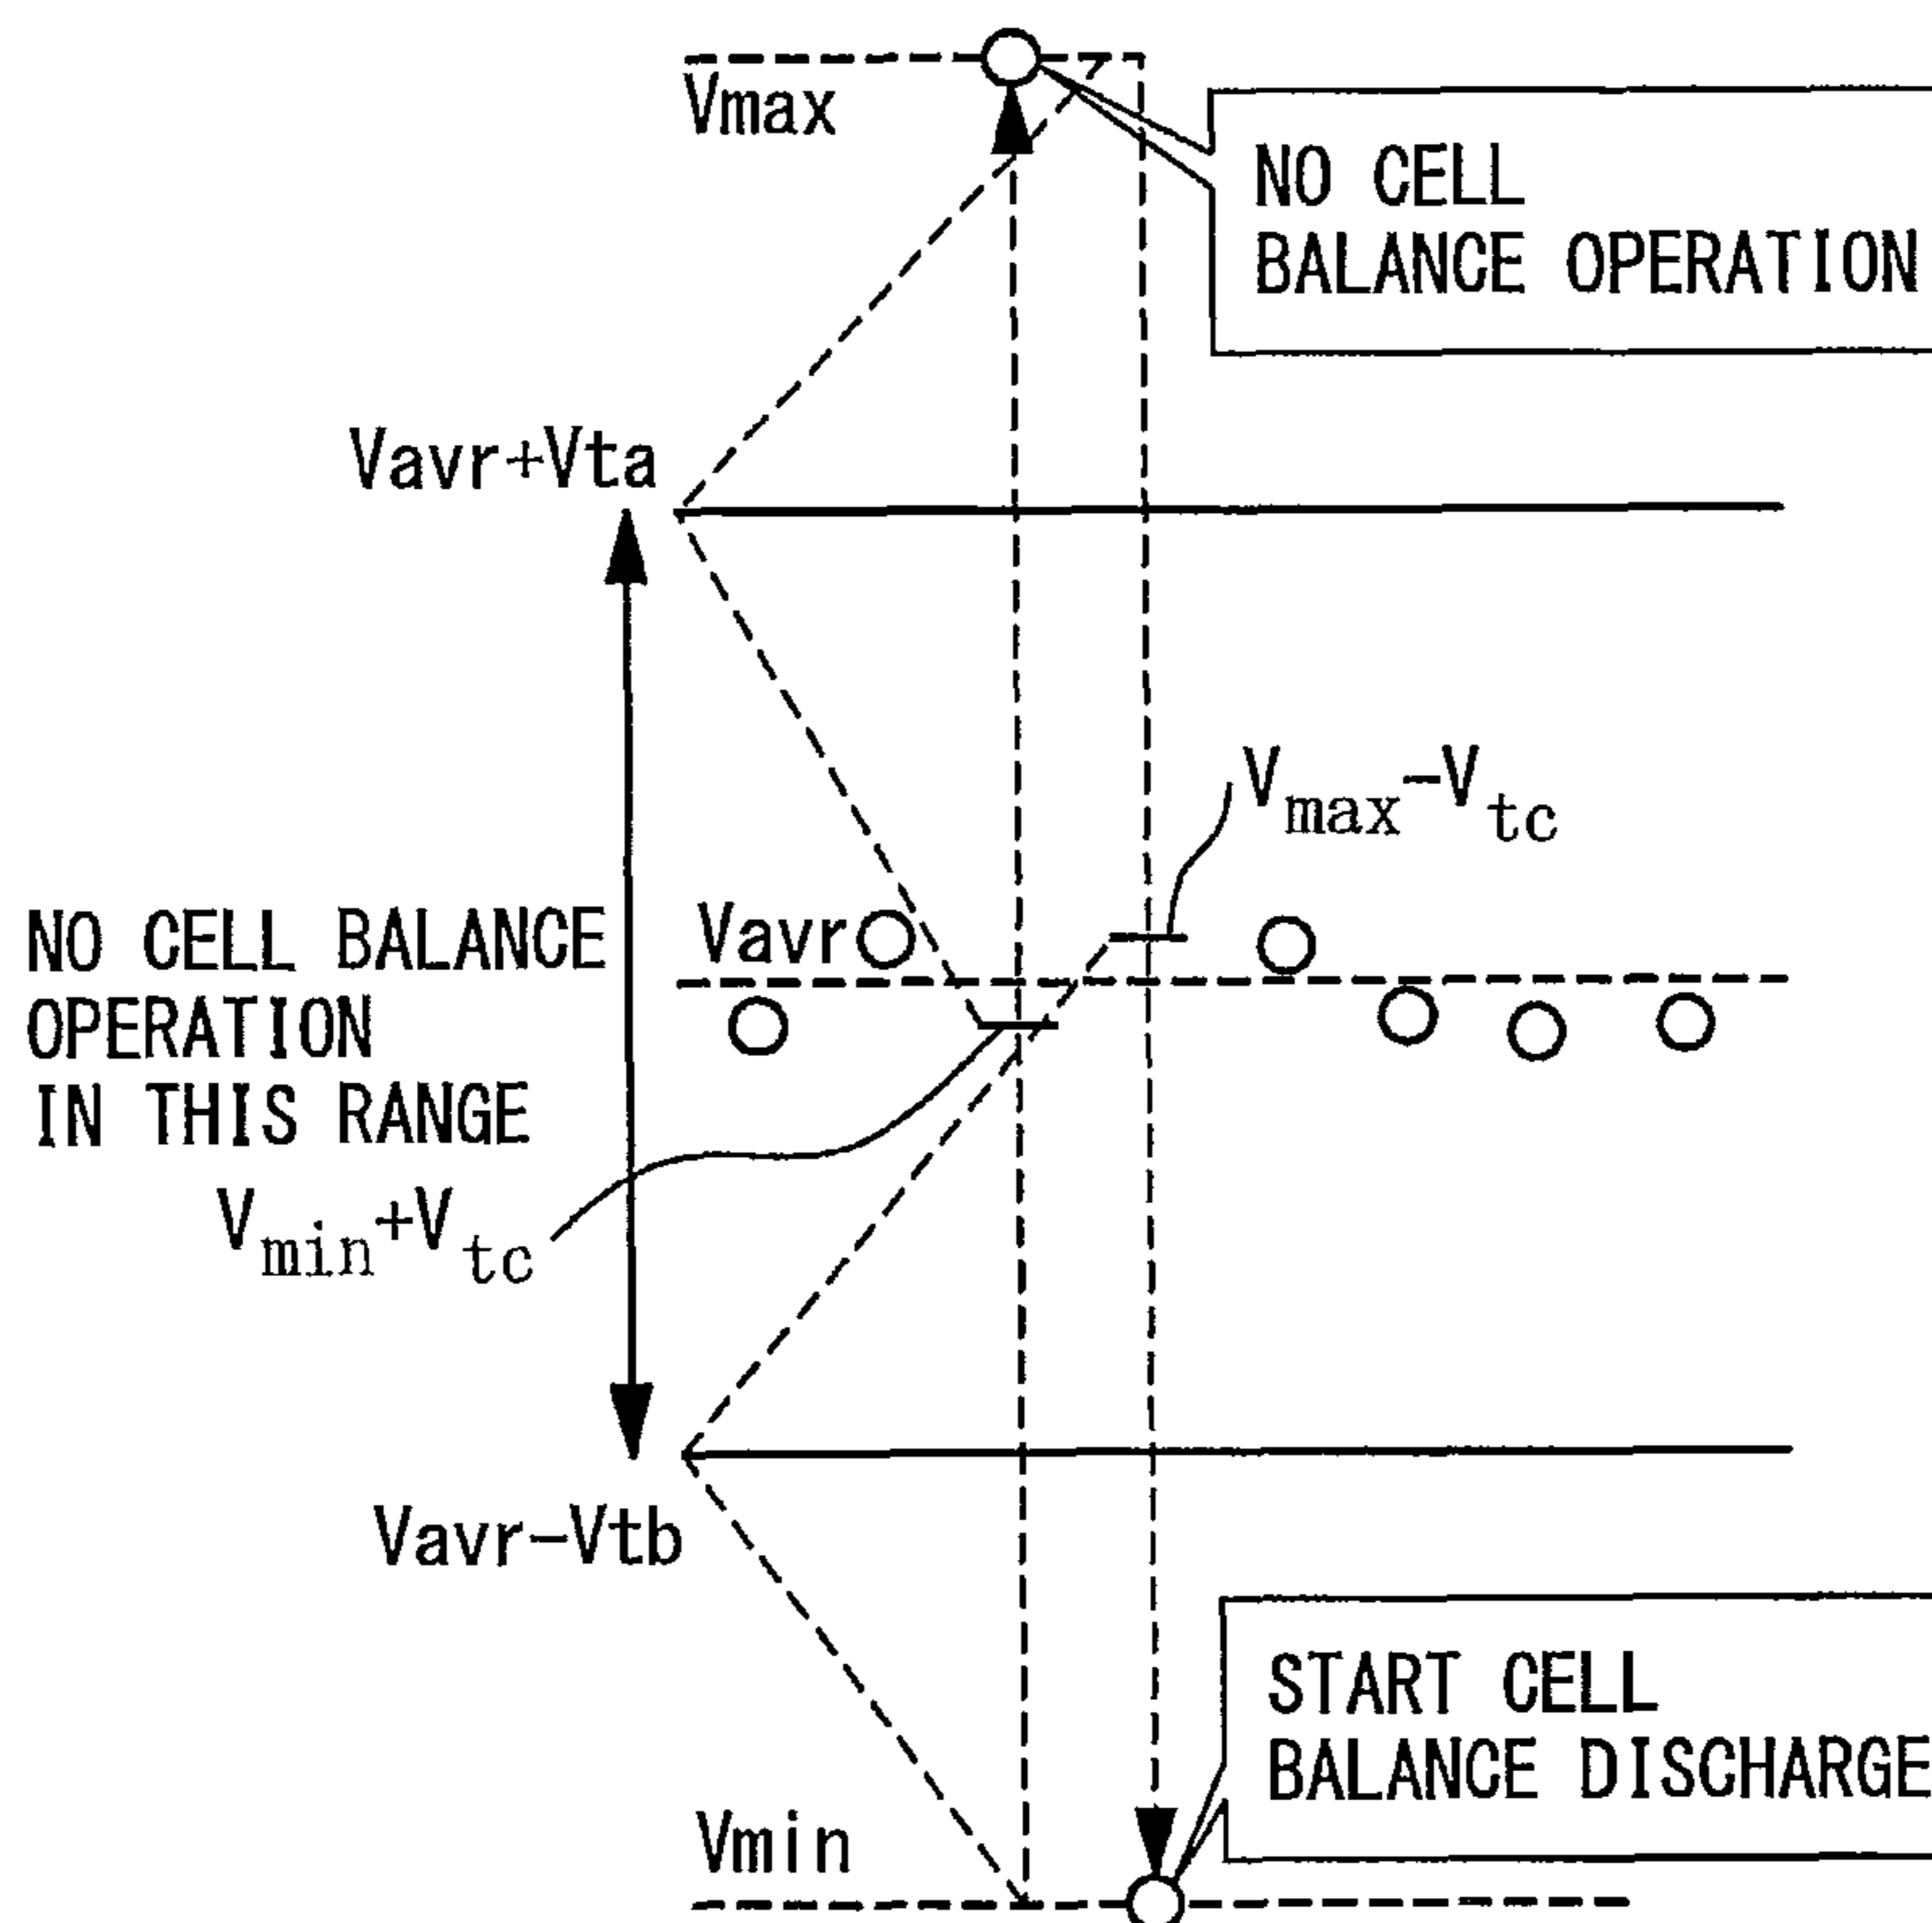 Vmax
NO CELL
BALANCE OPERATION
Vavr+Vta
Vmax-Vtc
Vavr
NO CELL BALANCE
OPERATION
IN THIS RANGE
Vmin+Vtc
Vavr-Vtb
START CELL
BALANCE DISCHARGE
Vmin